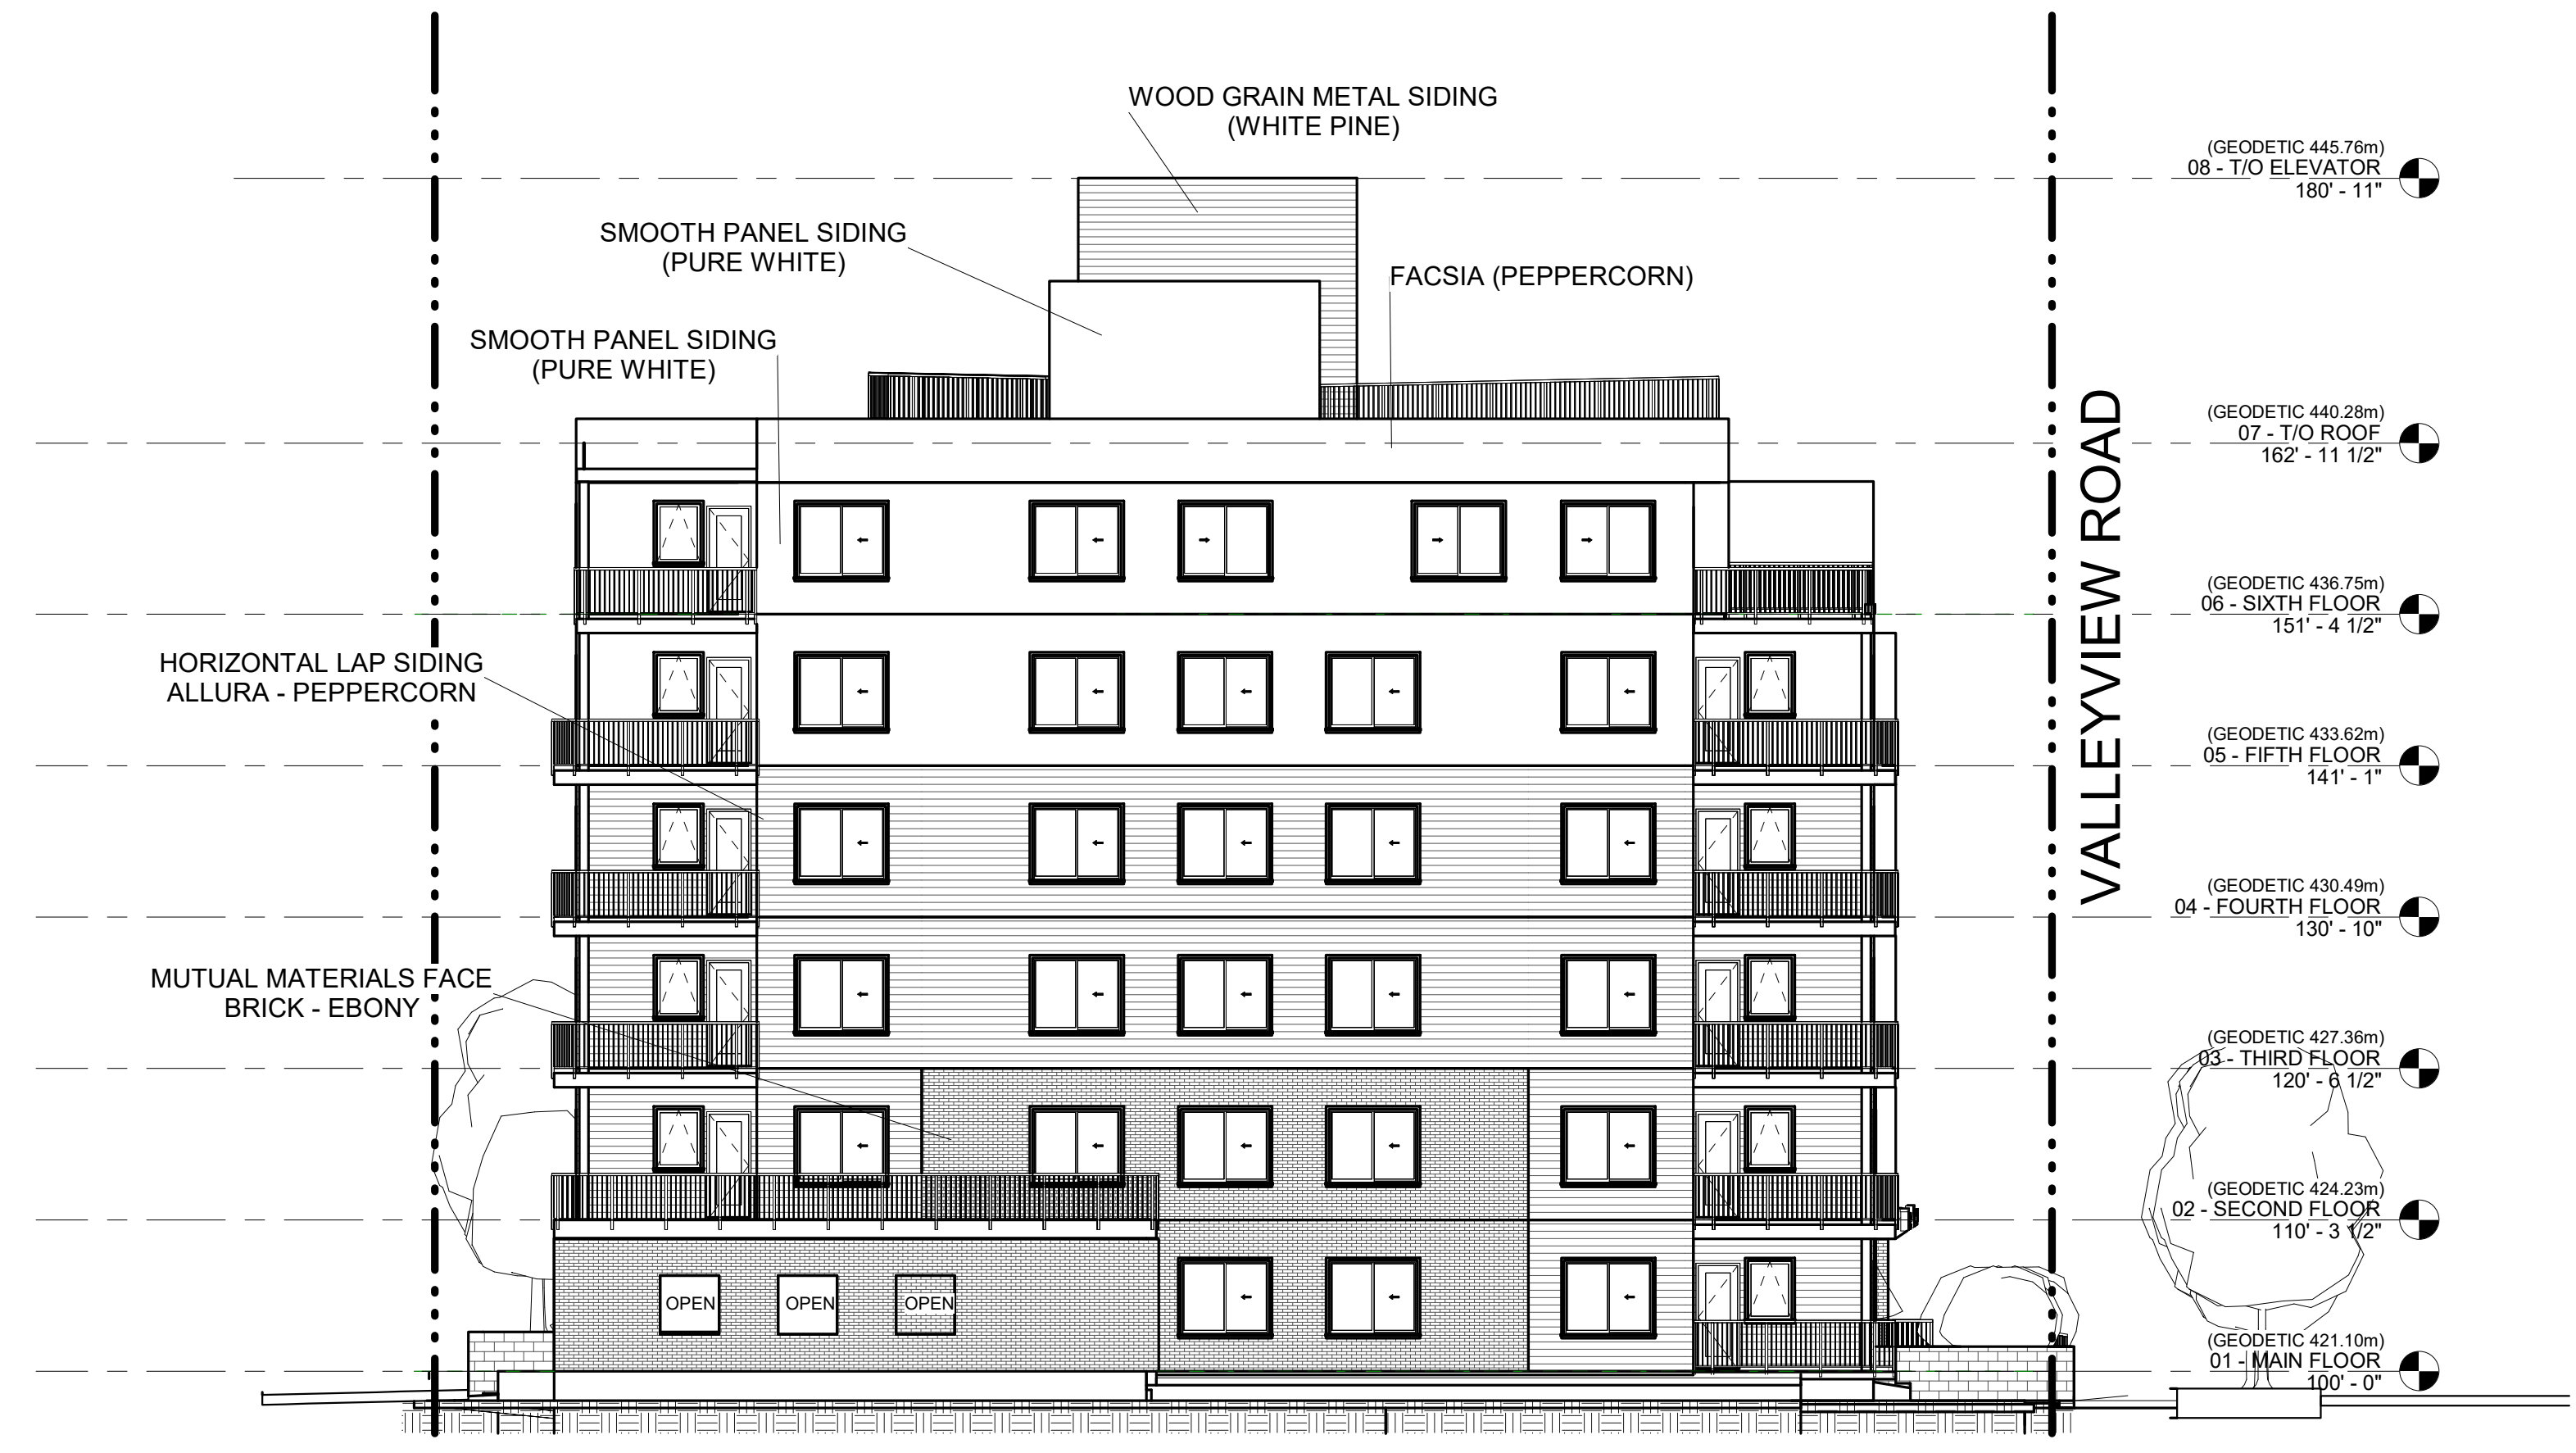 WOOD GRAIN METAL SIDING
(WHITE PINE)
(GEODETIC 445.76m)
08 - T/O ELEVATOR
180' - 11"
SMOOTH PANEL SIDING
(PURE WHITE)
FACSIA (PEPPERCORN)
SMOOTH PANEL SIDING
(PURE WHITE)
VALLEYVIEW ROAD
(GEODETIC 440.28m)
07 - T/O ROOF
162' - 11 1/2"
(GEODETIC 436.75m)
06 - SIXTH FLOOR
151' - 4 1/2"
HORIZONTAL LAP SIDING
ALLURA - PEPPERCORN
(GEODETIC 433.62m)
05 - FIFTH FLOOR
141' - 1"
(GEODETIC 430.49m)
04 - FOURTH FLOOR
130' - 10"
MUTUAL MATERIALS FACE
BRICK - EBONY
(GEODETIC 427.36m)
03 - THIRD FLOOR
120' - 6 1/2"
(GEODETIC 424.23m)
02 - SECOND FLOOR
110' - 3 1/2"
OPEN OPEN OPEN
(GEODETIC 421.10m)
01 - MAIN FLOOR
100' - 0"